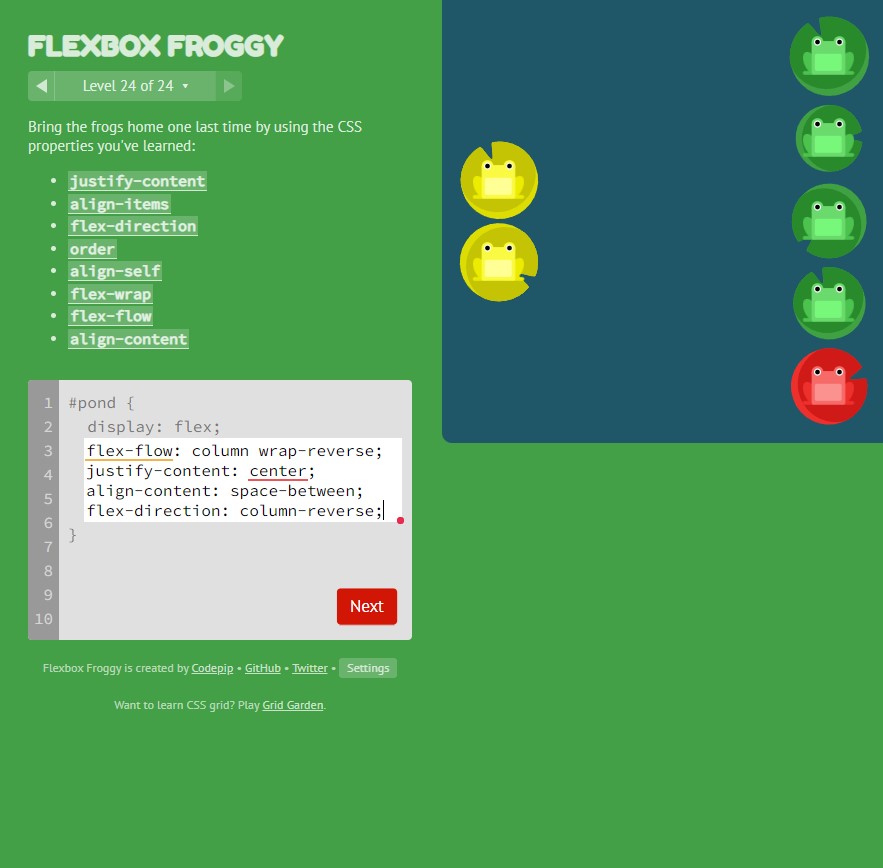 FLEXBOX FROGGY
◀ Level 24 of 24 ▾ ▶
Bring the frogs home one last time by using the CSS
properties you've learned:
• justify-content
• align-items
• flex-direction
• order
• align-self
• flex-wrap
• flex-flow
• align-content
1 #pond {
2 display: flex;
3 flex-flow: column wrap-reverse;
4 justify-content: center;
5 align-content: space-between;
6 flex-direction: column-reverse;
7 }
8
9
10
Next
Flexbox Froggy is created by Codepip • GitHub • Twitter • Settings
Want to learn CSS grid? Play Grid Garden.